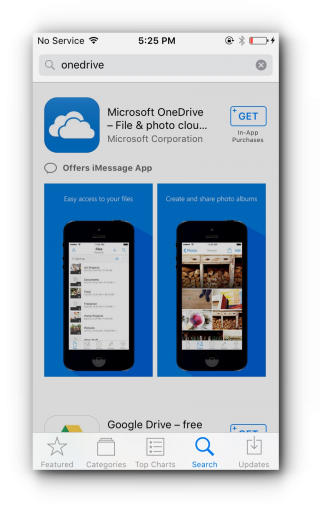 No Service 5:25 PM
onedrive
Microsoft OneDrive
– File & photo clou...
Microsoft Corporation
+ GET
In-App
Purchases
Offers iMessage App
Easy access to your files
Create and share photo albums
Files
Google Drive – free
+ GET
Featured Categories Top Charts Search Updates